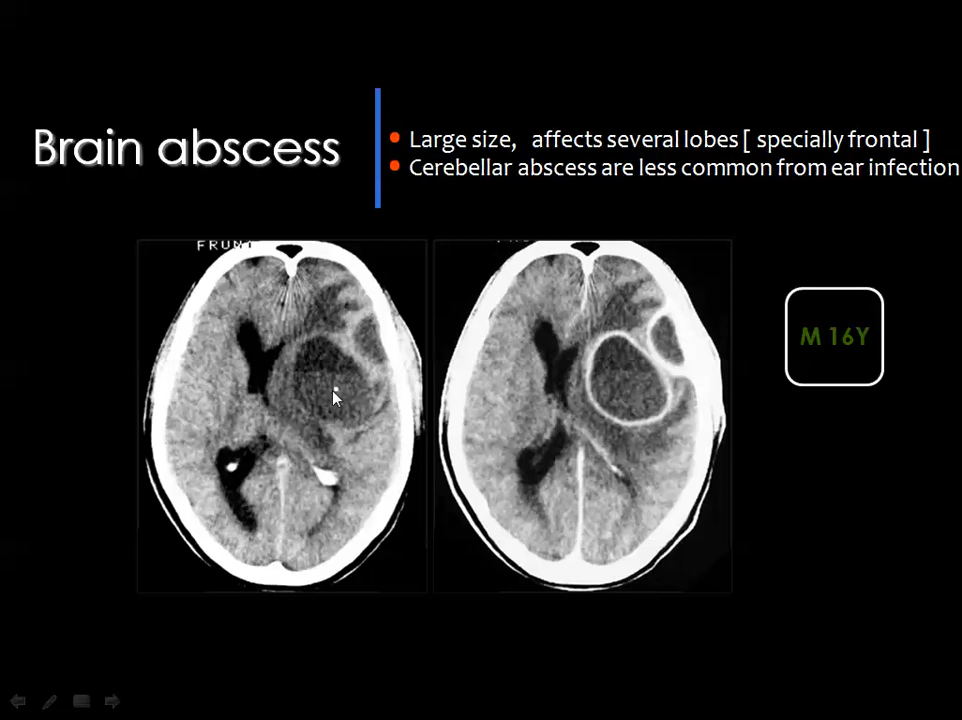 Brain abscess
Large size, affects several lobes [ specially frontal ]
Cerebellar abscess are less common from ear infection
M 16Y